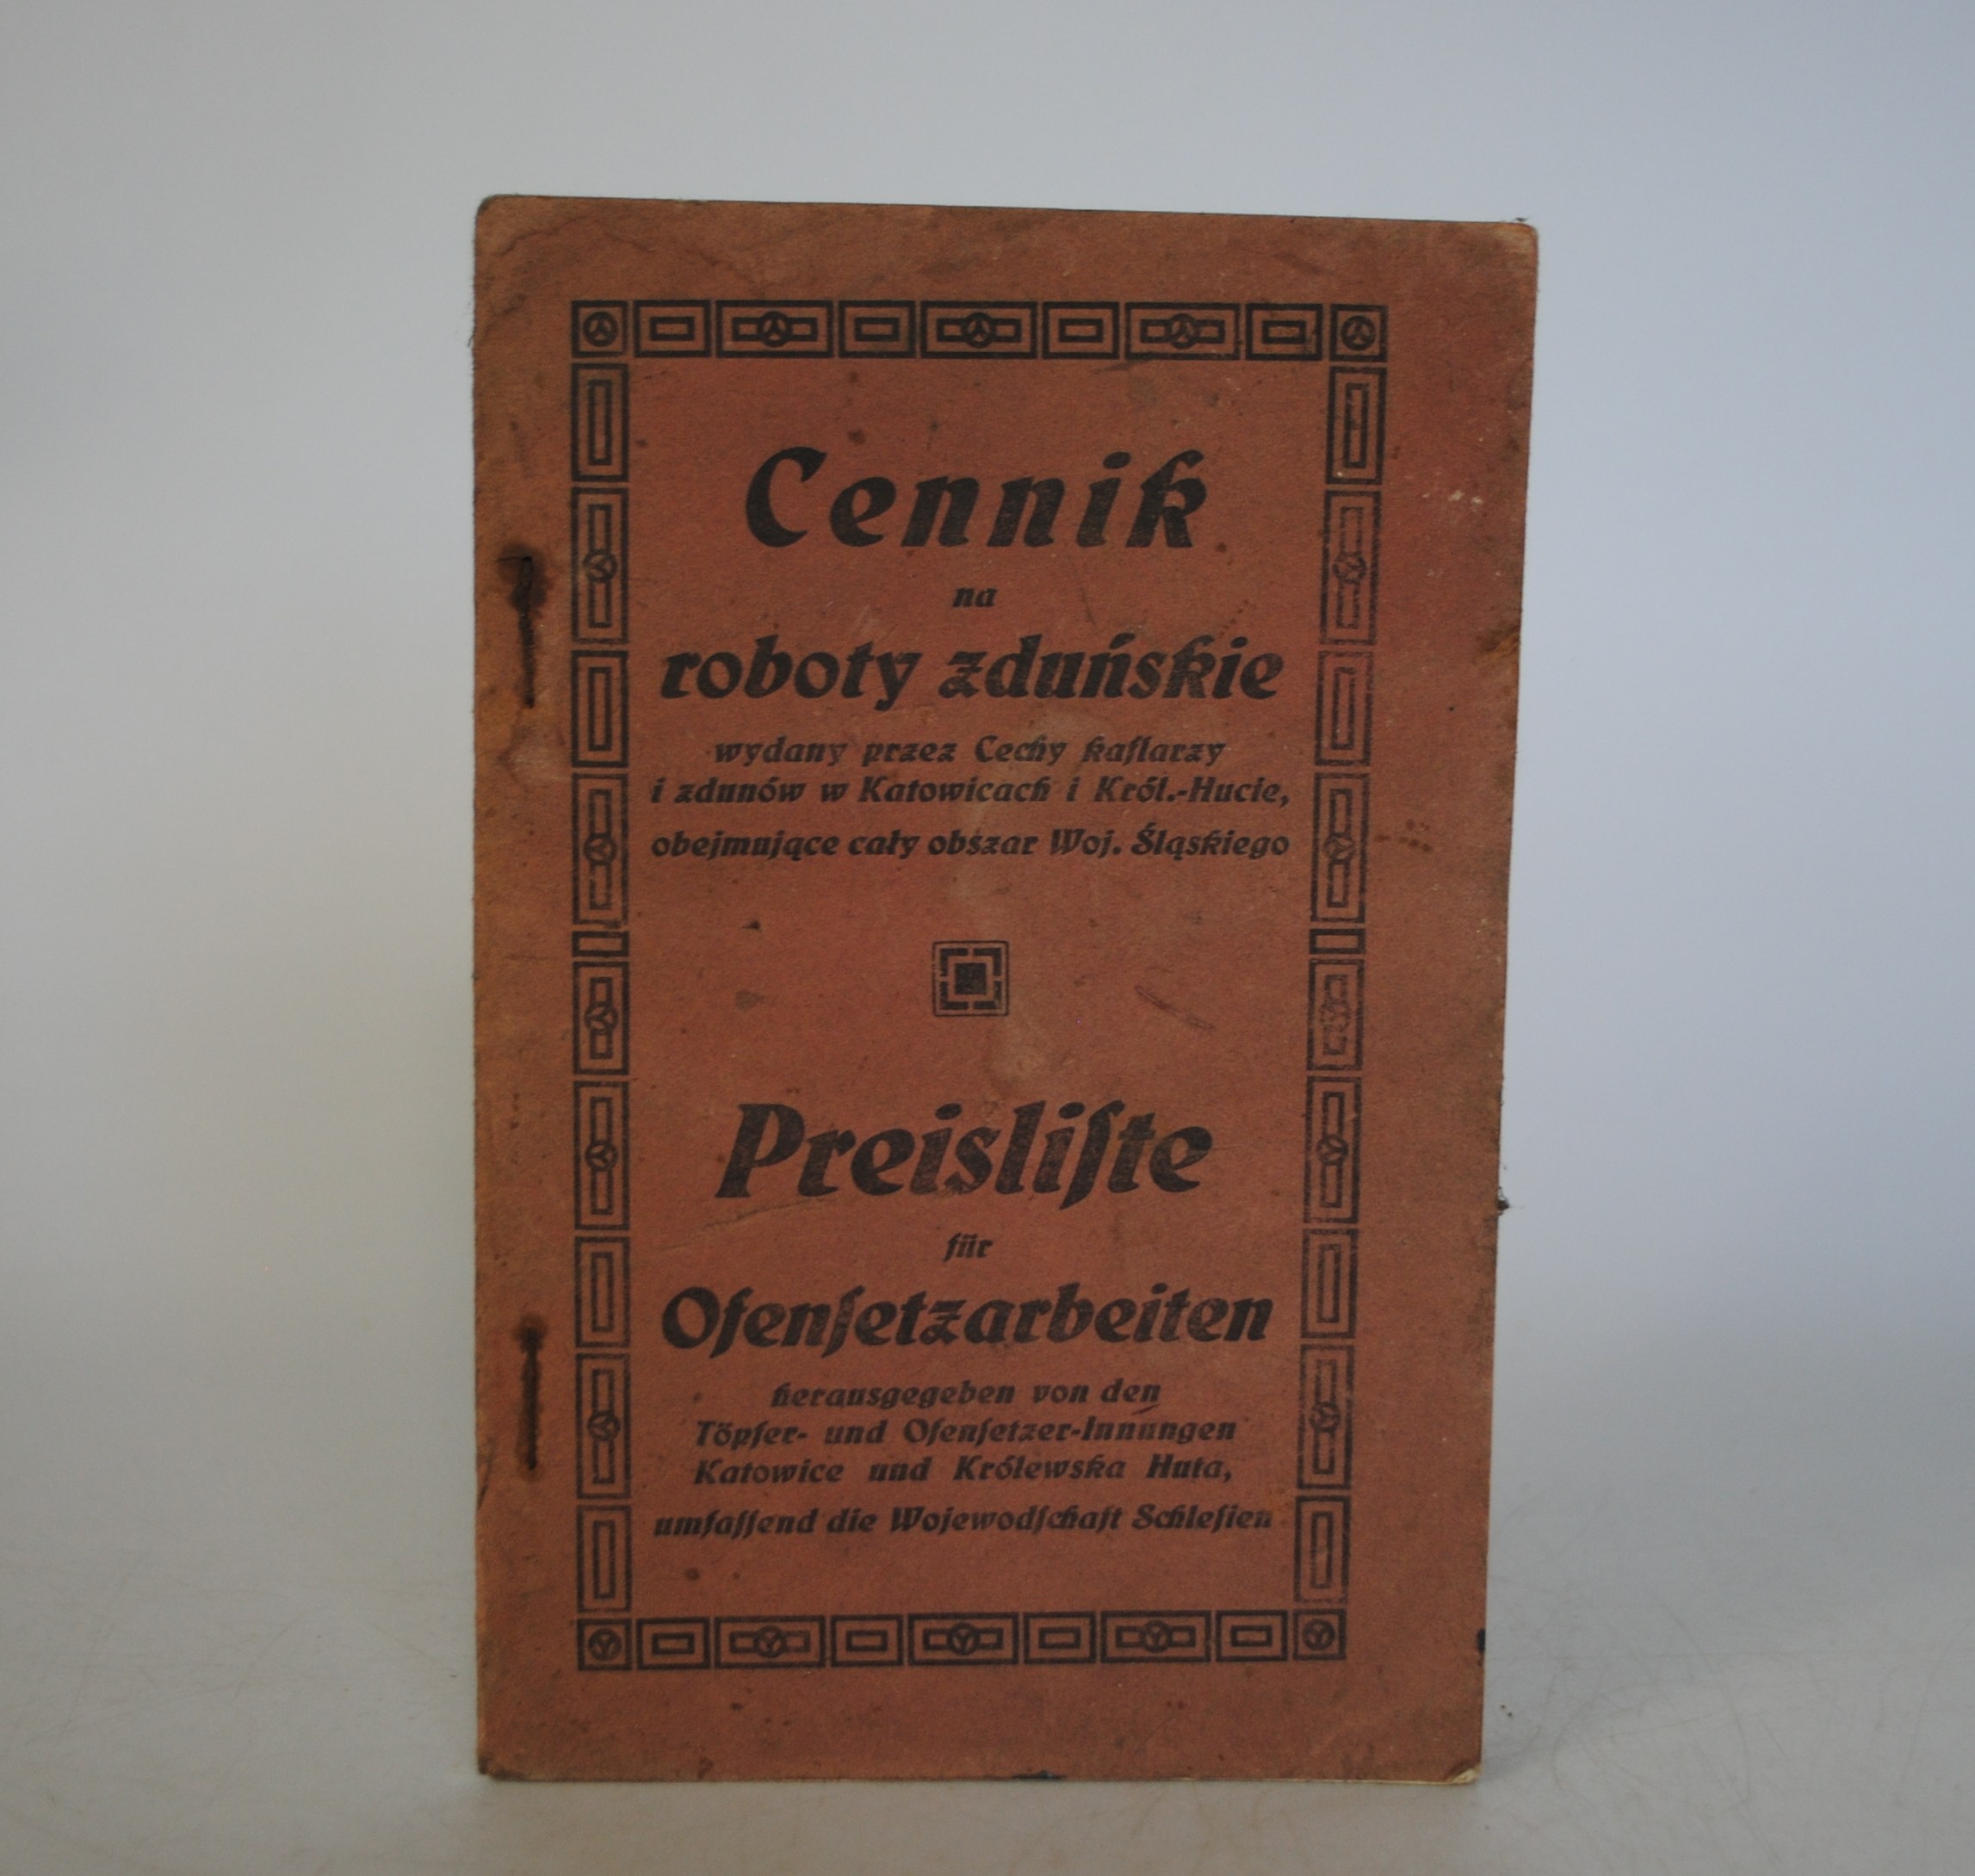 Cennik
na
roboty zduńskie
wydany przez Cechy kaflarzy
i zdunów w Katowicach i Król.-Hucie,
obejmujące cały obszar Woj. Śląskiego
Preisliſte
für
Ofenſetzarbeiten
herausgegeben von den
Töpfer- und Ofenſetzer-Innungen
Katowice und Królewska Huta,
umfaſſend die Wojewodſchaft Schleſien